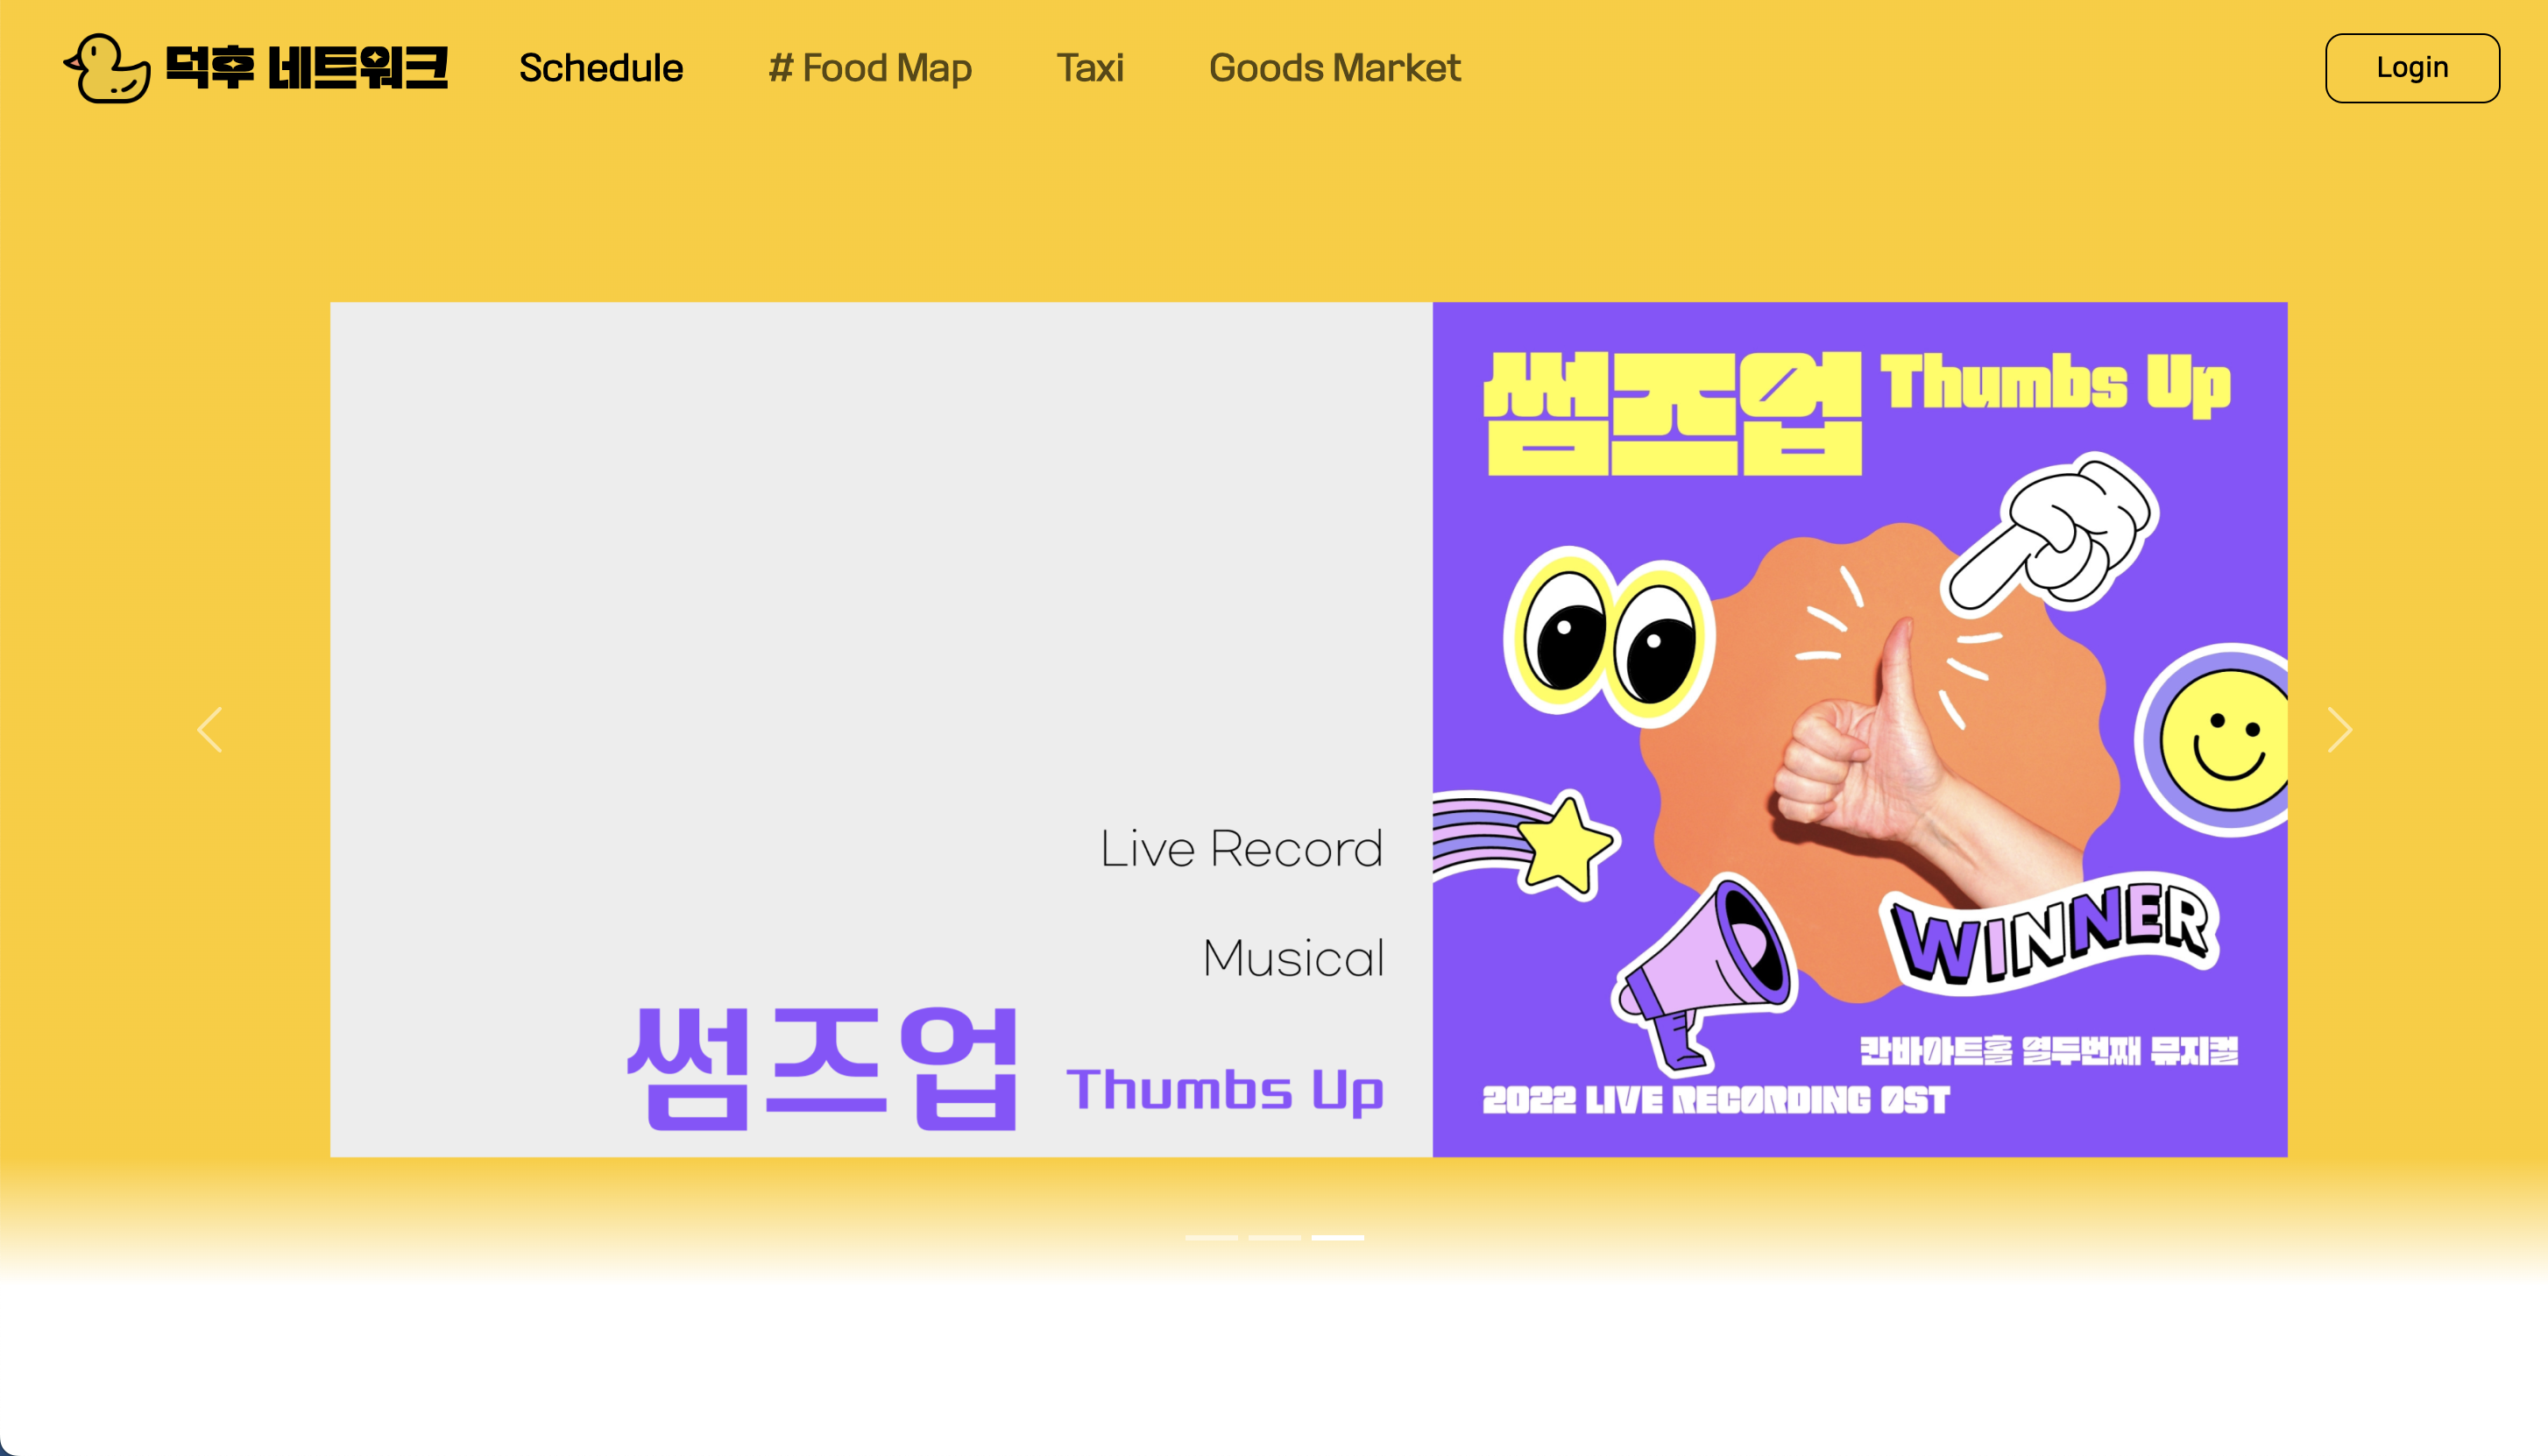 덕후 네트워크
Schedule
# Food Map
Taxi
Goods Market
Login
Live Record
Musical
썸즈업 Thumbs Up
썸즈업 Thumbs Up
WINNER
칸바아트홀 열두번째 뮤지컬
2022 LIVE RECORDING OST